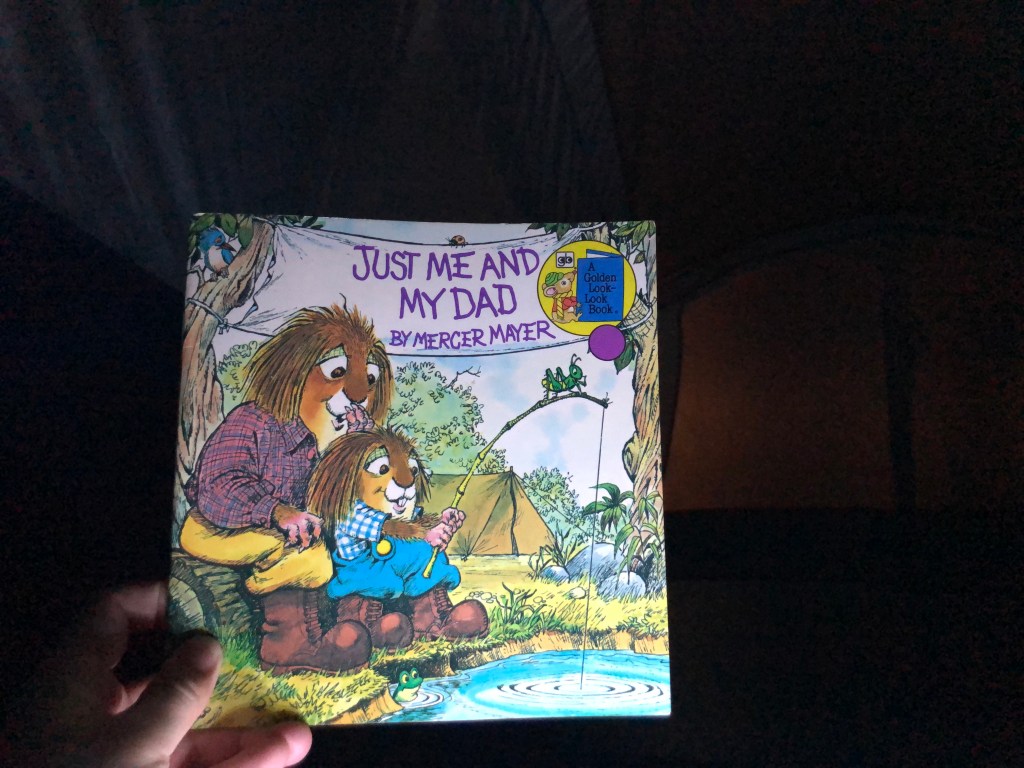 JUST ME AND
MY DAD
BY MERCER MAYER
A
Golden
Look-
Look
Book®